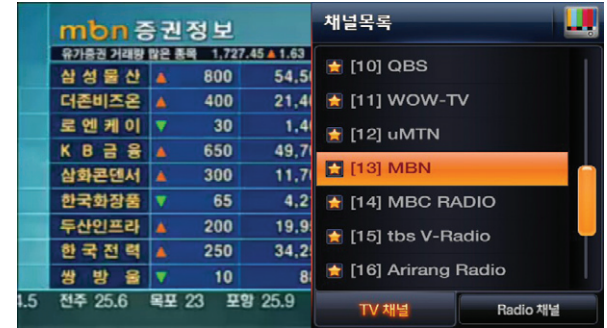 mbn 증권정보
유가증권 거래량 많은 종목 1,727.45 ▲ 1.63
삼성물산 ▲ 800 54,5
더존비즈온 ▲ 400 21,4
로엔케이 ▼ 30 1,4
KB금융 ▲ 650 49,7
삼화콘덴서 ▲ 300 11,7
한국화장품 ▼ 65 4,2
두산인프라 ▲ 200 19,9
한국전력 ▲ 250 34,2
쌍방울 ▼ 10 8
4.5 전주 25.6 목포 23 포항 25.9
채널목록
[10] QBS
[11] WOW-TV
[12] uMTN
[13] MBN
[14] MBC RADIO
[15] tbs V-Radio
[16] Arirang Radio
TV 채널
Radio 채널